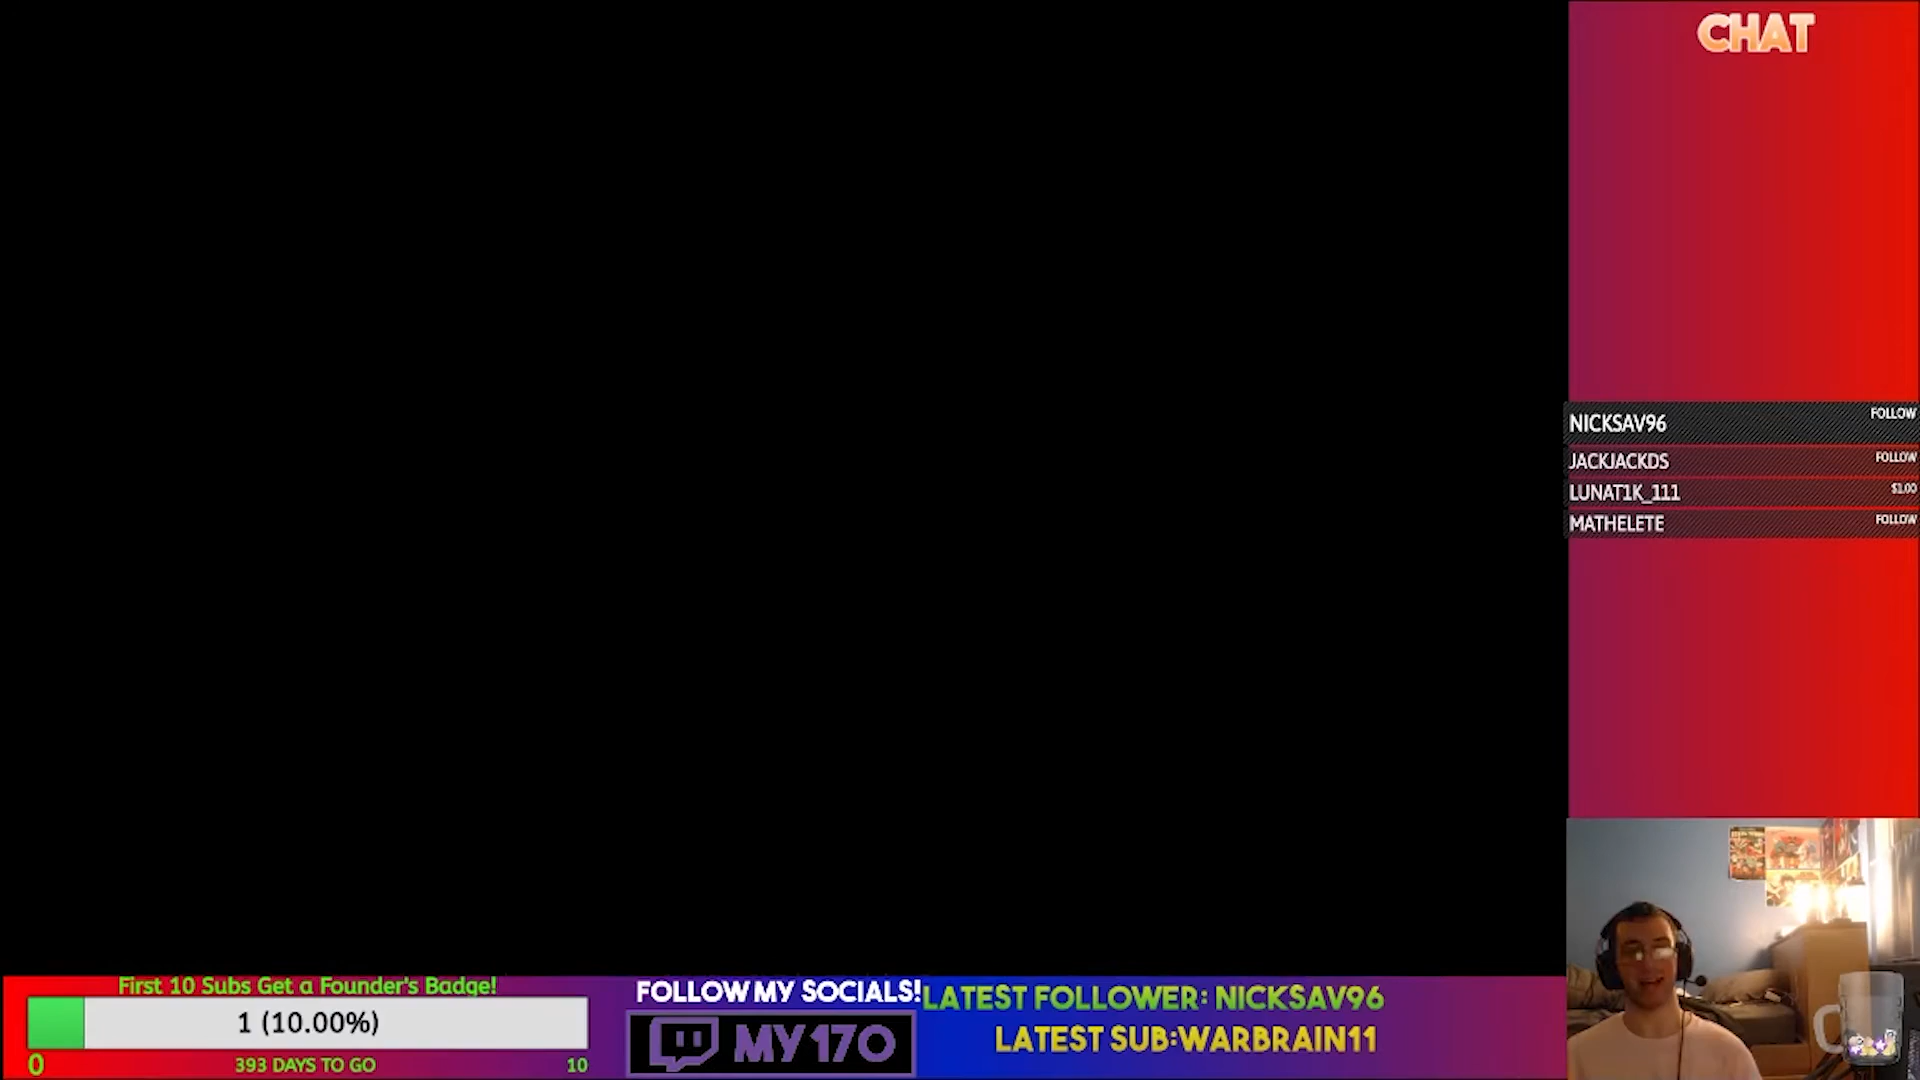 CHAT
NICKSAV96 FOLLOW
JACKJACKDS FOLLOW
LUNAT1K_111 $1.00
MATHELETE FOLLOW
First 10 Subs Get a Founder's Badge!
1 (10.00%)
0 393 DAYS TO GO 10
FOLLOW MY SOCIALS!
MY170
LATEST FOLLOWER: NICKSAV96
LATEST SUB:WARBRAIN11